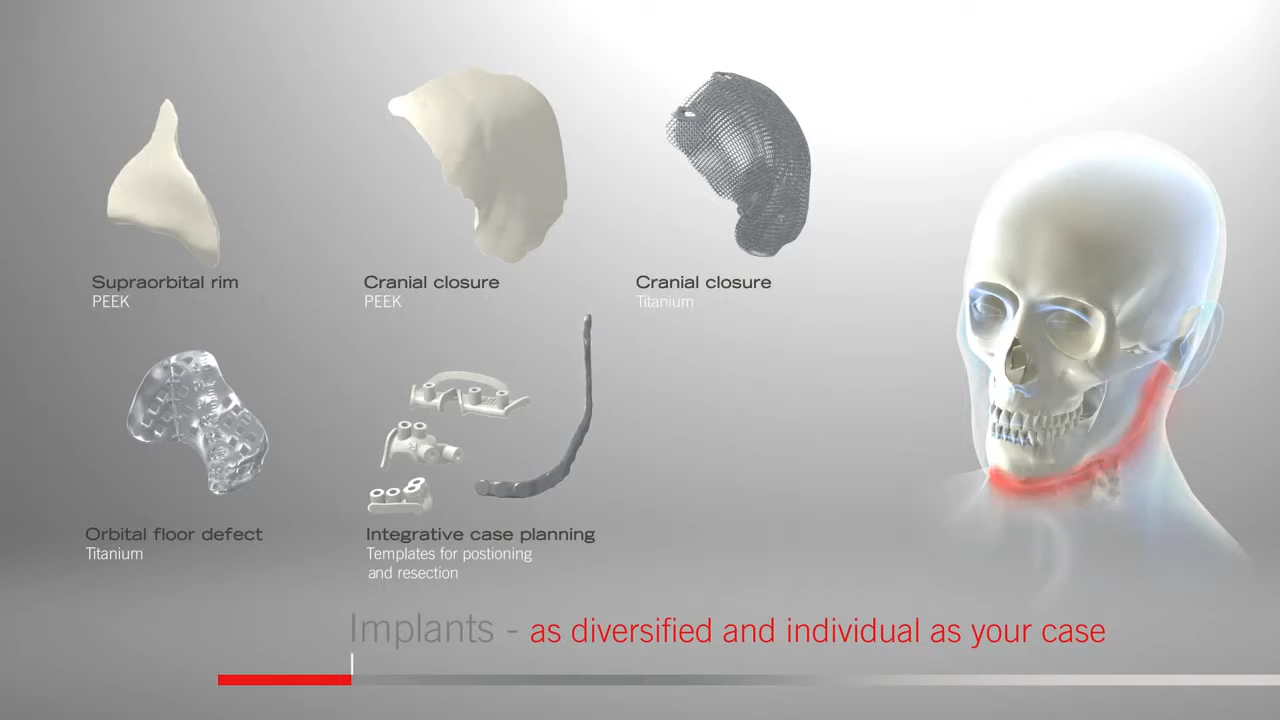 Supraorbital rim
PEEK
Cranial closure
PEEK
Cranial closure
Titanium
Orbital floor defect
Titanium
Integrative case planning
Templates for postioning
and resection
Implants - as diversified and individual as your case